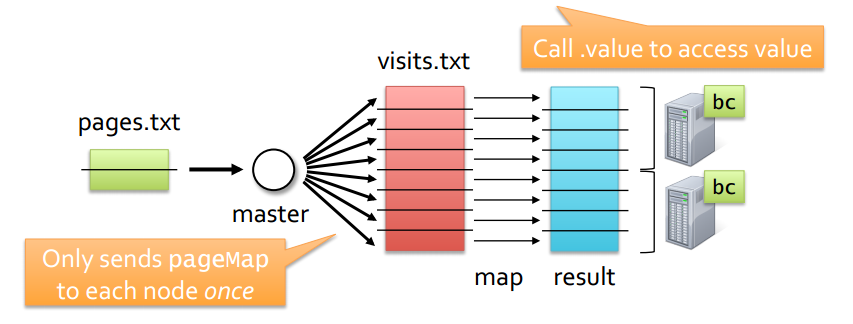 Call .value to access value
visits.txt
bc
pages.txt
bc
master
Only sends pageMap
to each node once
map
result